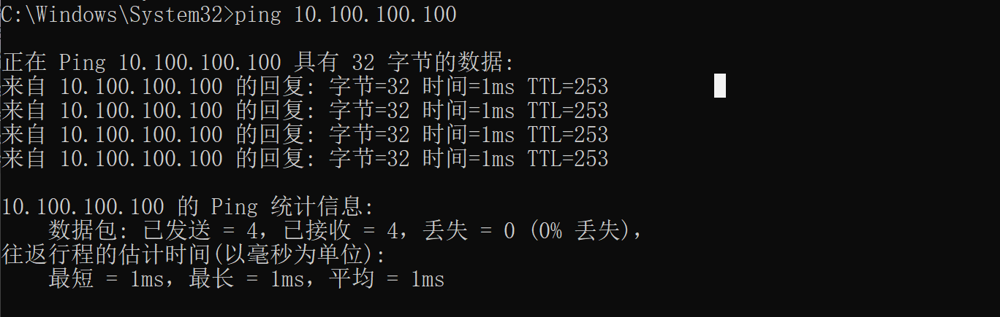 C:\Windows\System32>ping 10.100.100.100
正在 Ping 10.100.100.100 具有 32 字节的数据:
来自 10.100.100.100 的回复: 字节=32 时间=1ms TTL=253
来自 10.100.100.100 的回复: 字节=32 时间=1ms TTL=253
来自 10.100.100.100 的回复: 字节=32 时间=1ms TTL=253
来自 10.100.100.100 的回复: 字节=32 时间=1ms TTL=253
10.100.100.100 的 Ping 统计信息:
数据包: 已发送 = 4，已接收 = 4，丢失 = 0 (0% 丢失)，
往返行程的估计时间(以毫秒为单位):
最短 = 1ms，最长 = 1ms，平均 = 1ms